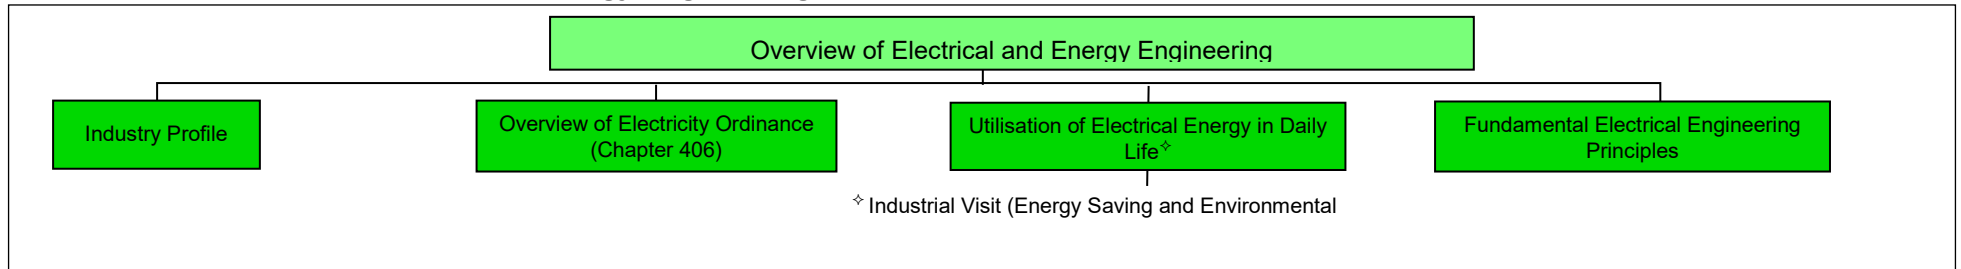 Overview of Electrical and Energy Engineering
Industry Profile
Overview of Electricity Ordinance
(Chapter 406)
Utilisation of Electrical Energy in Daily
Life✧
Fundamental Electrical Engineering
Principles
✧ Industrial Visit (Energy Saving and Environmental